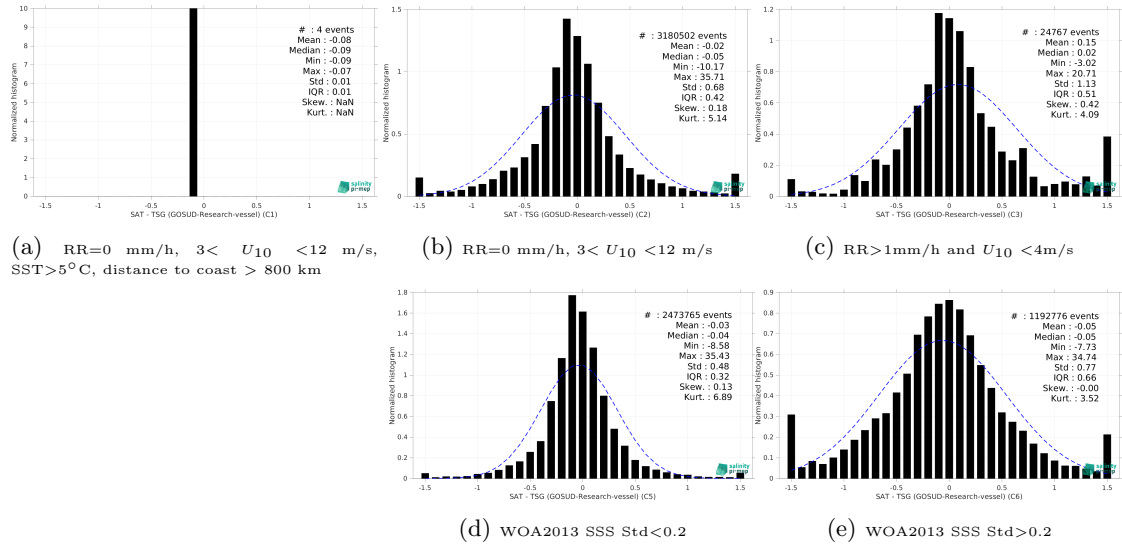 # : 4 events
Mean : -0.08
Median : -0.09
Min : -0.09
Max : -0.07
Std : 0.01
IQR : 0.01
Skew. : NaN
Kurt. : NaN
10
9
8
7
6
5
4
3
2
1
0
Normalized histogram
-1.5
-1
-0.5
0
0.5
1
1.5
SAT - TSG (GOSUD-Research-vessel) (C1)
salinity
pi-mep
(a) RR=0 mm/h, 3< U10 <12 m/s,
SST>5°C, distance to coast > 800 km
# : 3180502 events
Mean : -0.02
Median : -0.05
Min : -10.17
Max : 35.71
Std : 0.68
IQR : 0.42
Skew. : 0.18
Kurt. : 5.14
1.5
1
0.5
0
Normalized histogram
-1.5
-1
-0.5
0
0.5
1
1.5
SAT - TSG (GOSUD-Research-vessel) (C2)
salinity
pi-mep
(b) RR=0 mm/h, 3< U10 <12 m/s
# : 24767 events
Mean : 0.15
Median : 0.02
Min : -3.02
Max : 20.71
Std : 1.13
IQR : 0.51
Skew. : 0.42
Kurt. : 4.09
1.2
1
0.8
0.6
0.4
0.2
0
Normalized histogram
-1.5
-1
-0.5
0
0.5
1
1.5
SAT - TSG (GOSUD-Research-vessel) (C3)
salinity
pi-mep
(c) RR>1mm/h and U10 <4m/s
# : 2473765 events
Mean : -0.03
Median : -0.04
Min : -8.58
Max : 35.43
Std : 0.48
IQR : 0.32
Skew. : 0.13
Kurt. : 6.89
1.8
1.6
1.4
1.2
1
0.8
0.6
0.4
0.2
0
Normalized histogram
-1.5
-1
-0.5
0
0.5
1
1.5
SAT - TSG (GOSUD-Research-vessel) (C5)
salinity
pi-mep
(d) WOA2013 SSS Std<0.2
# : 1192776 events
Mean : -0.05
Median : -0.05
Min : -7.73
Max : 34.74
Std : 0.77
IQR : 0.66
Skew. : -0.00
Kurt. : 3.52
0.9
0.8
0.7
0.6
0.5
0.4
0.3
0.2
0.1
0
Normalized histogram
-1.5
-1
-0.5
0
0.5
1
1.5
SAT - TSG (GOSUD-Research-vessel) (C6)
salinity
pi-mep
(e) WOA2013 SSS Std>0.2